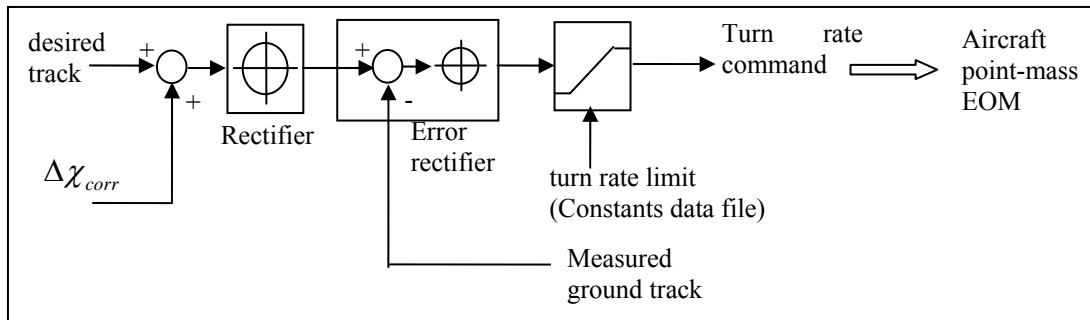 desired
track
+
+
Δχcorr
Rectifier
+
-
Error
rectifier
turn rate limit
(Constants data file)
Measured
ground track
Turn rate
command
Aircraft
point-mass
EOM